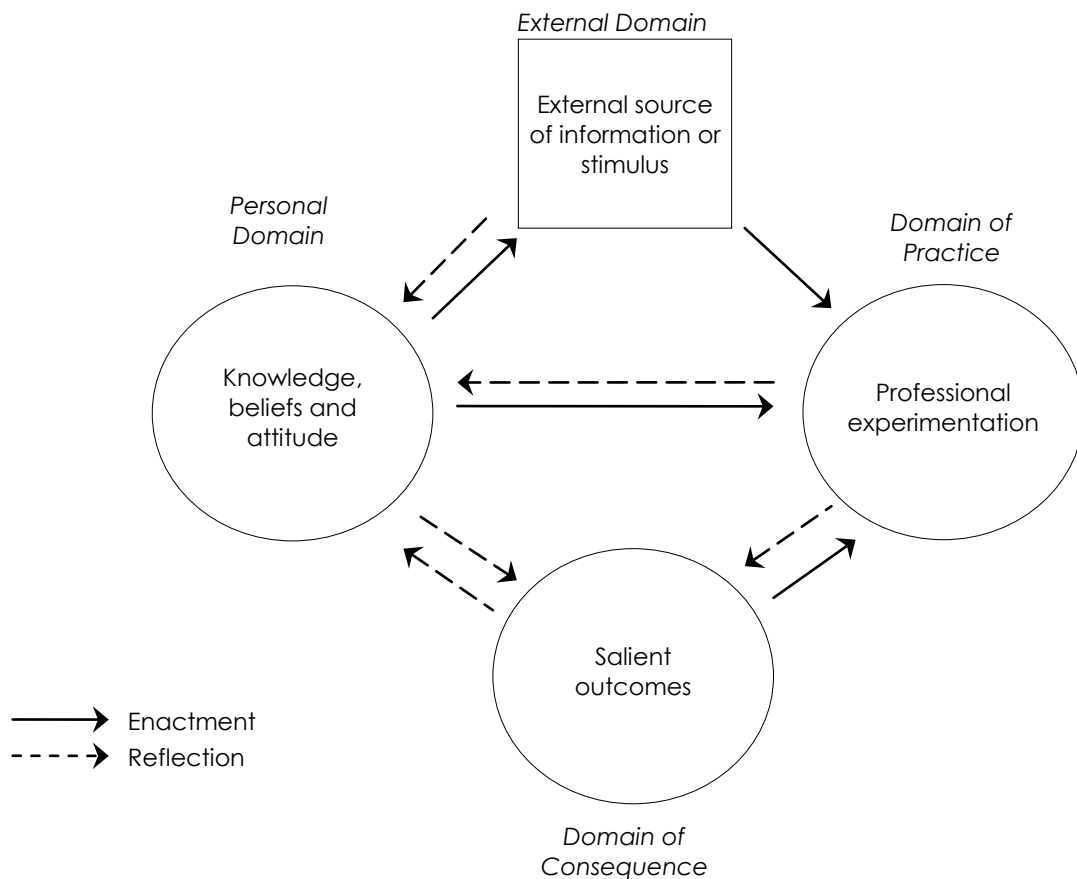 External Domain
External source
of information or
stimulus
Personal
Domain
Domain of
Practice
Knowledge,
beliefs and
attitude
Professional
experimentation
Salient
outcomes
Enactment
Reflection
Domain of
Consequence